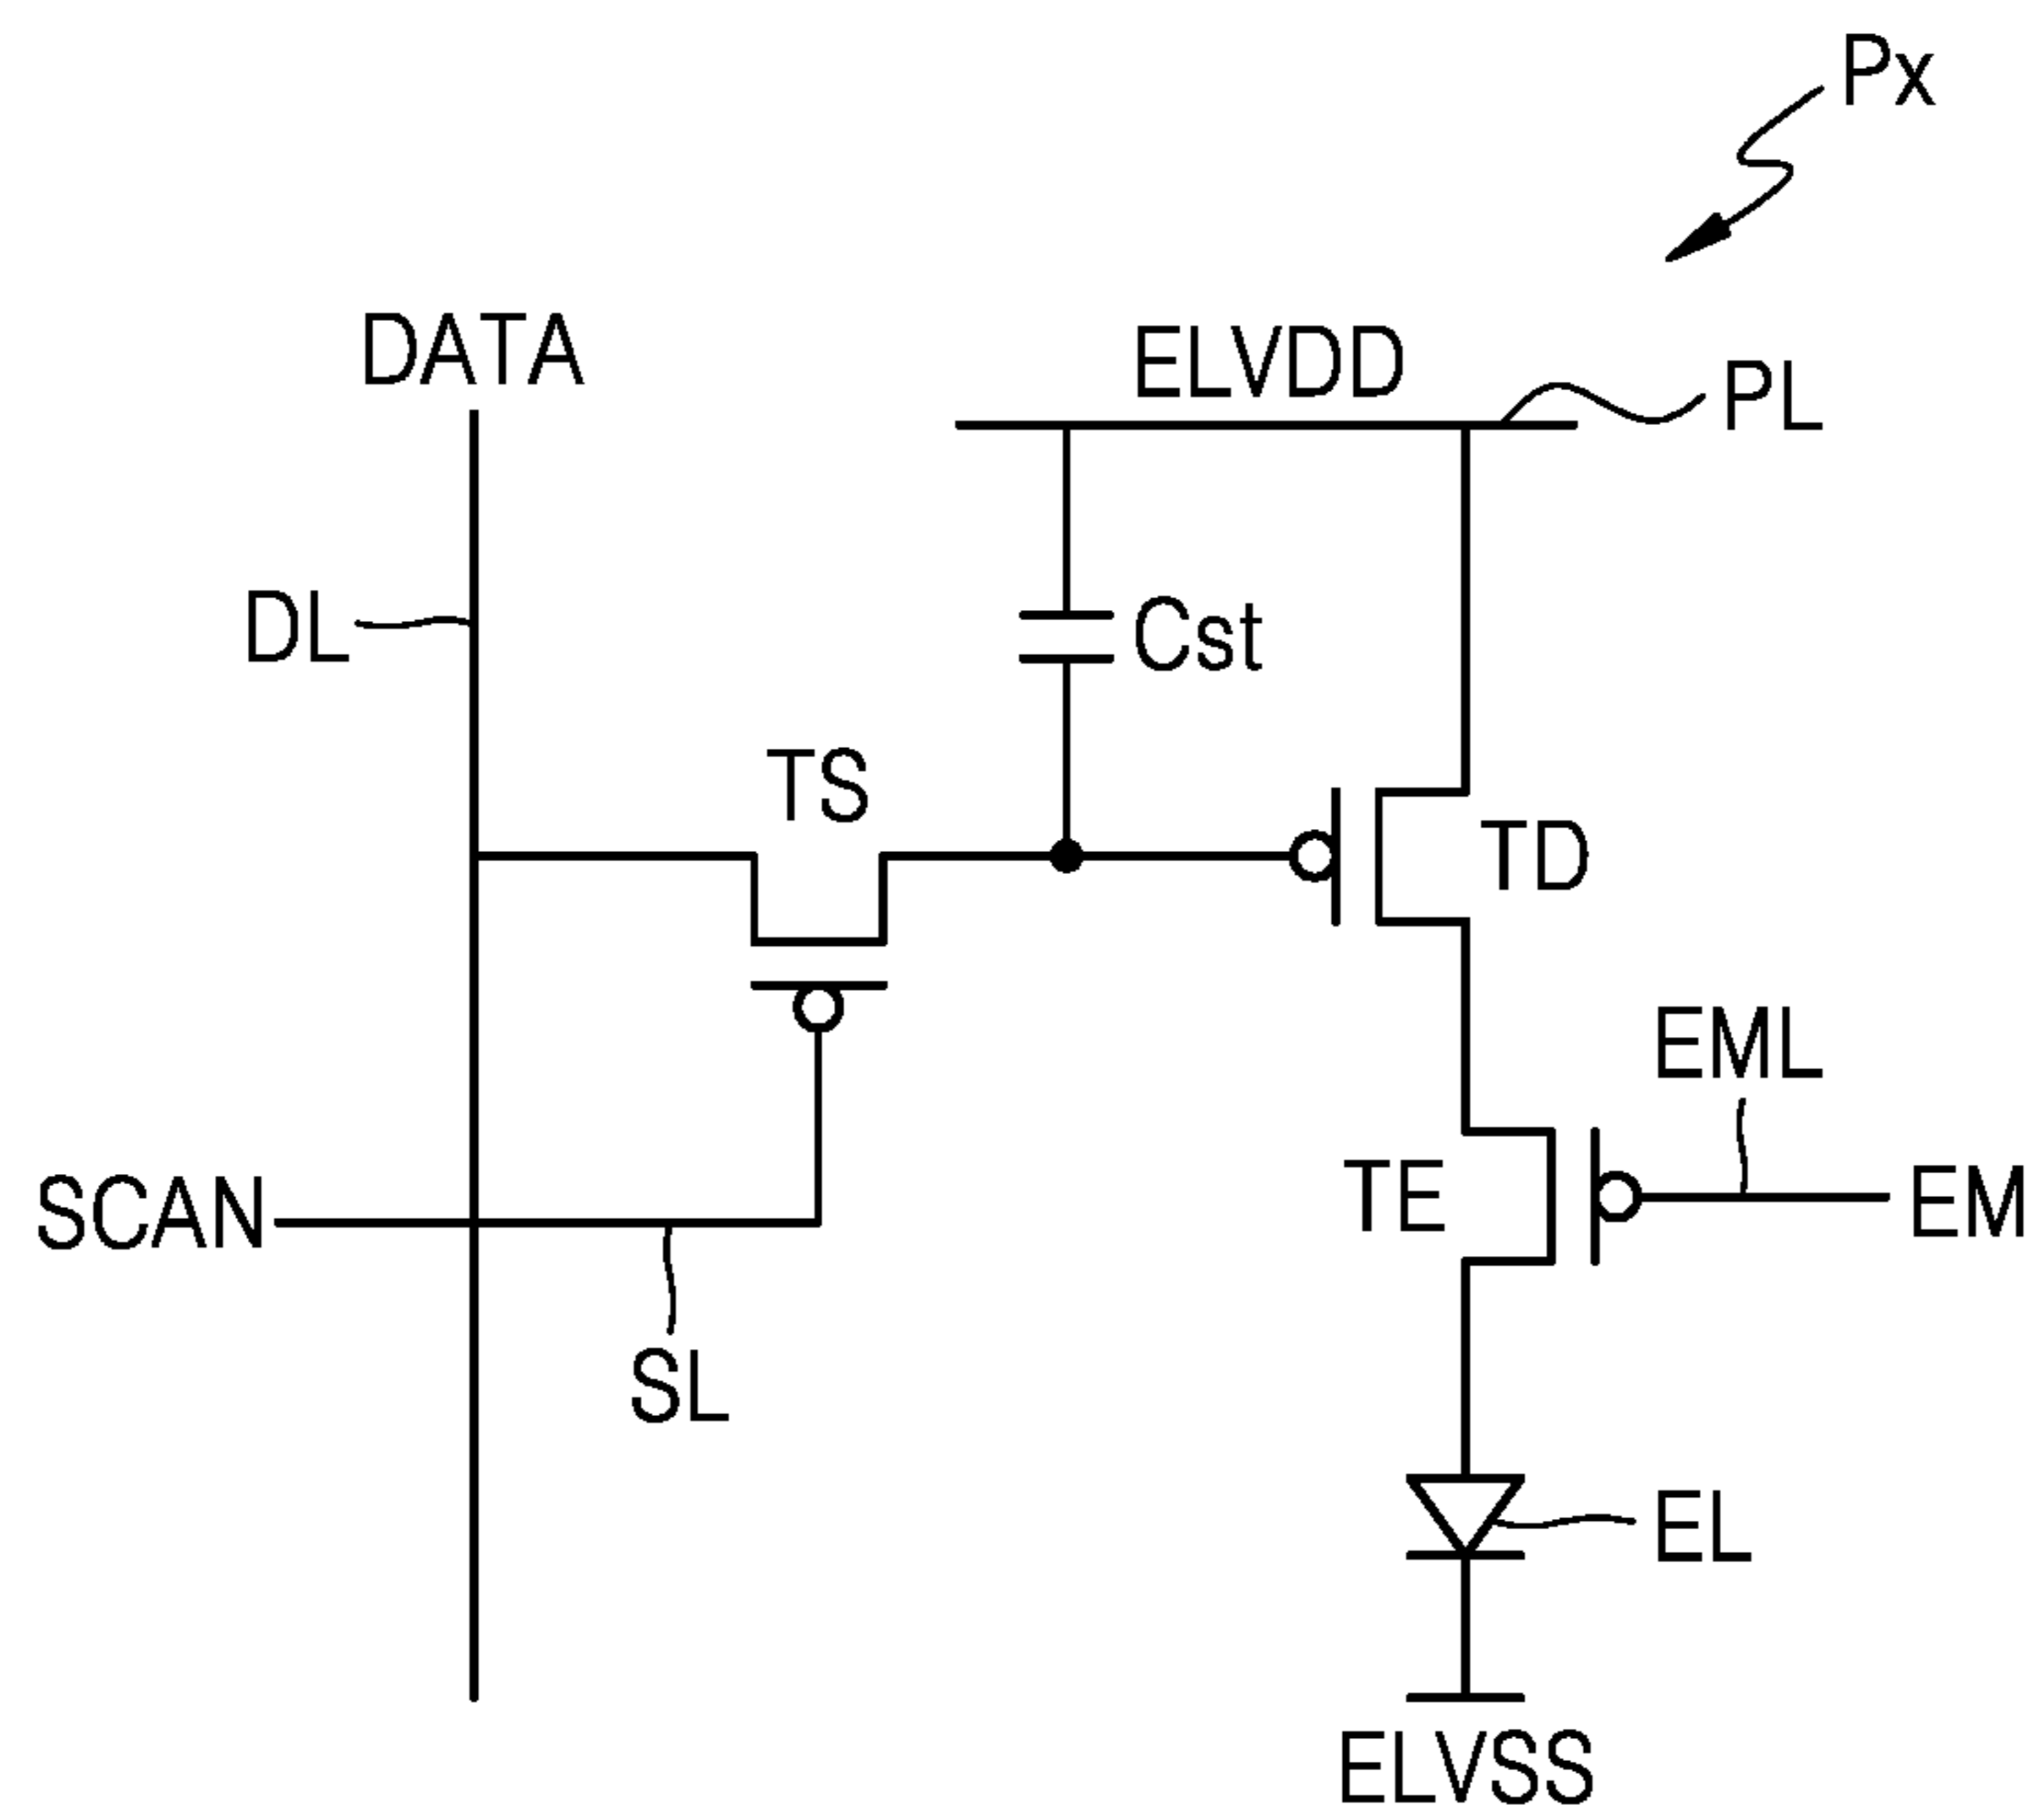 Px
DATA
ELVDD
PL
DL
Cst
TS
TD
EML
TE
SCAN
EM
SL
EL
ELVSS